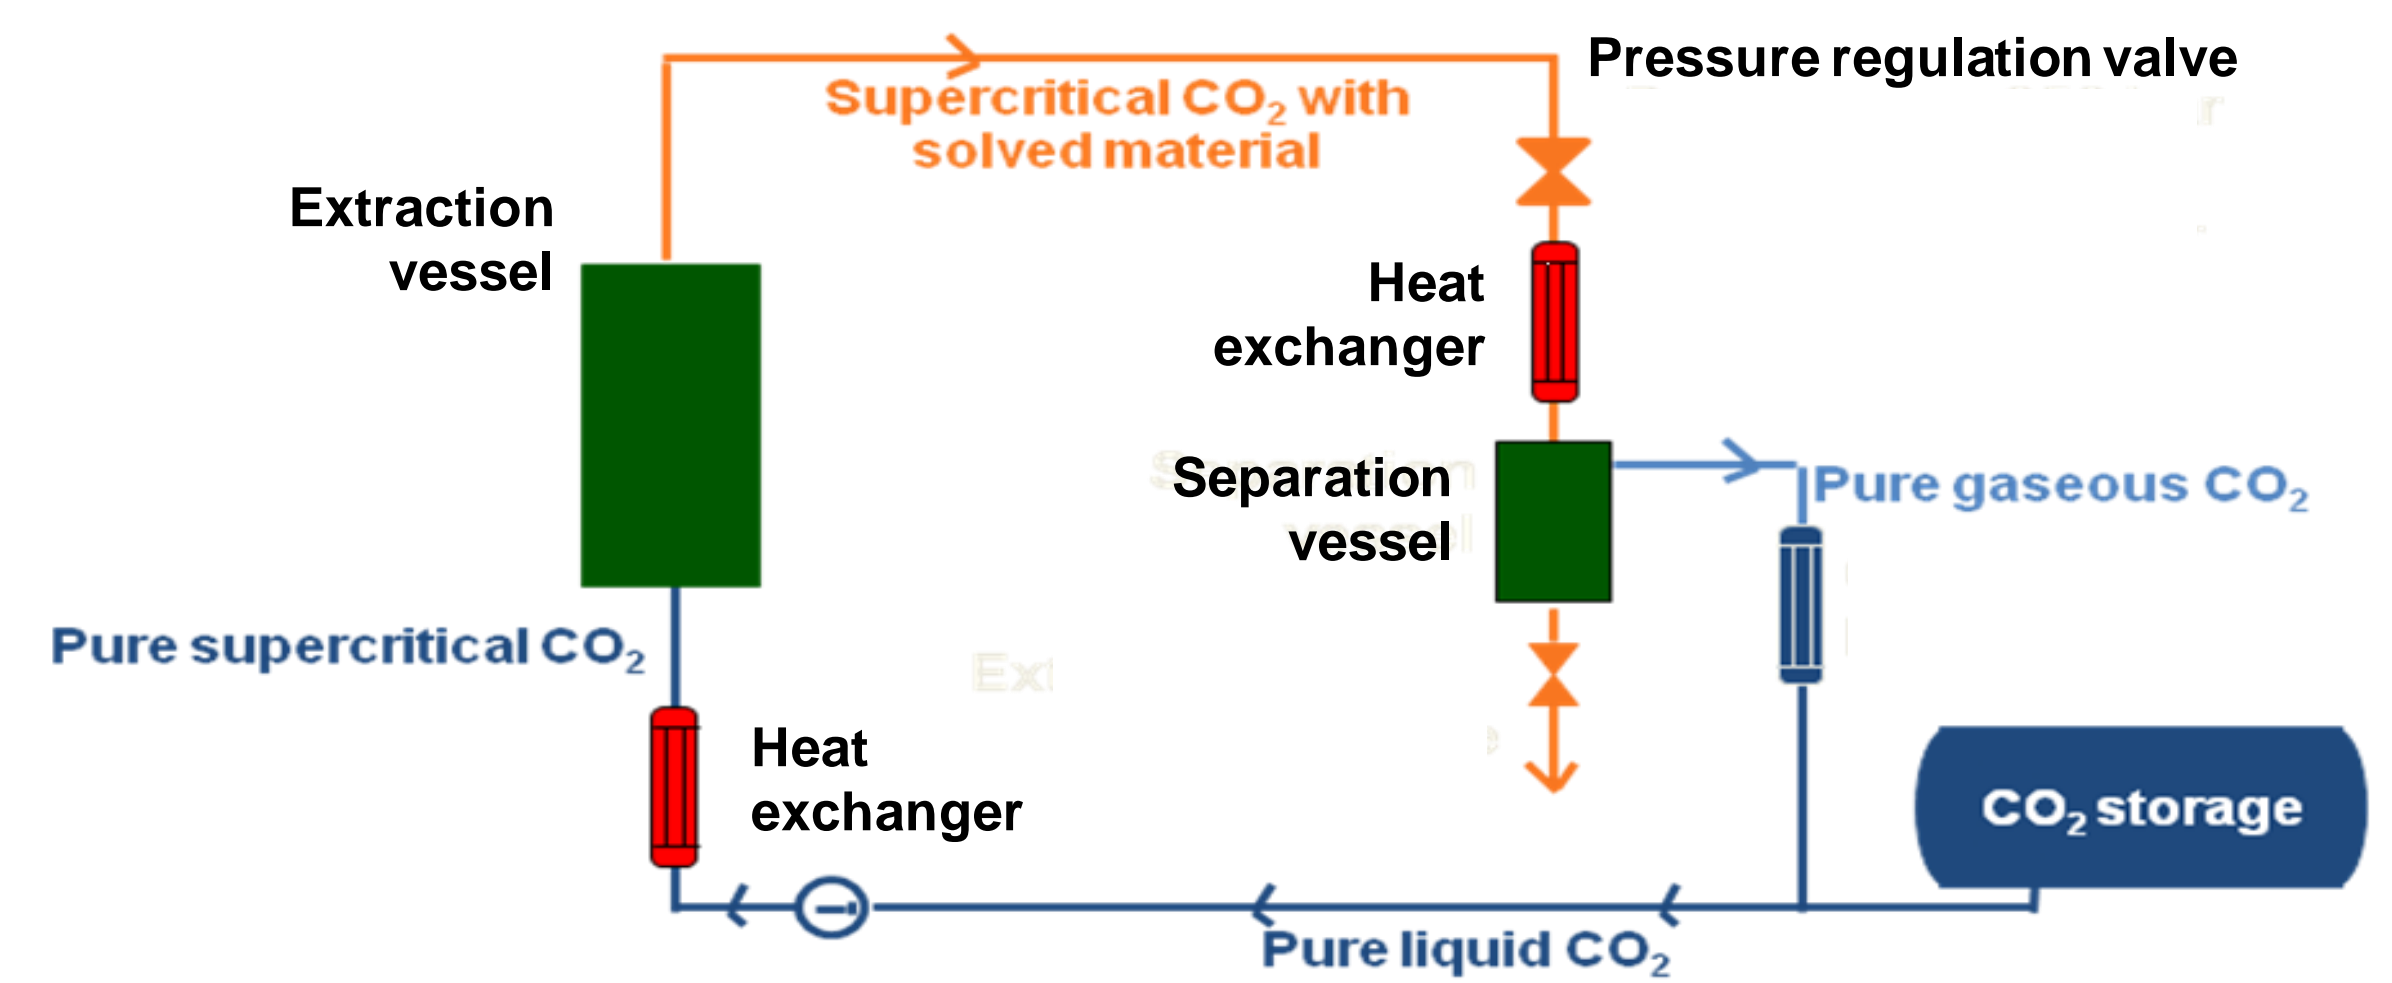 Pressure regulation valve
Supercritical CO₂ with
solved material
Extraction
vessel
Heat
exchanger
Separation
vessel
Pure gaseous CO₂
Pure supercritical CO₂
Heat
exchanger
CO₂ storage
Pure liquid CO₂